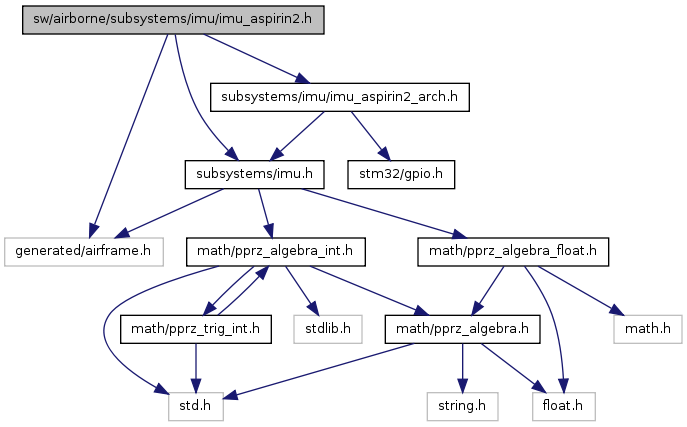 sw/airborne/subsystems/imu/imu_aspirin2.h
subsystems/imu/imu_aspirin2_arch.h
subsystems/imu.h
stm32/gpio.h
generated/airframe.h
math/pprz_algebra_int.h
math/pprz_algebra_float.h
math/pprz_trig_int.h
stdlib.h
math/pprz_algebra.h
math.h
std.h
string.h
float.h